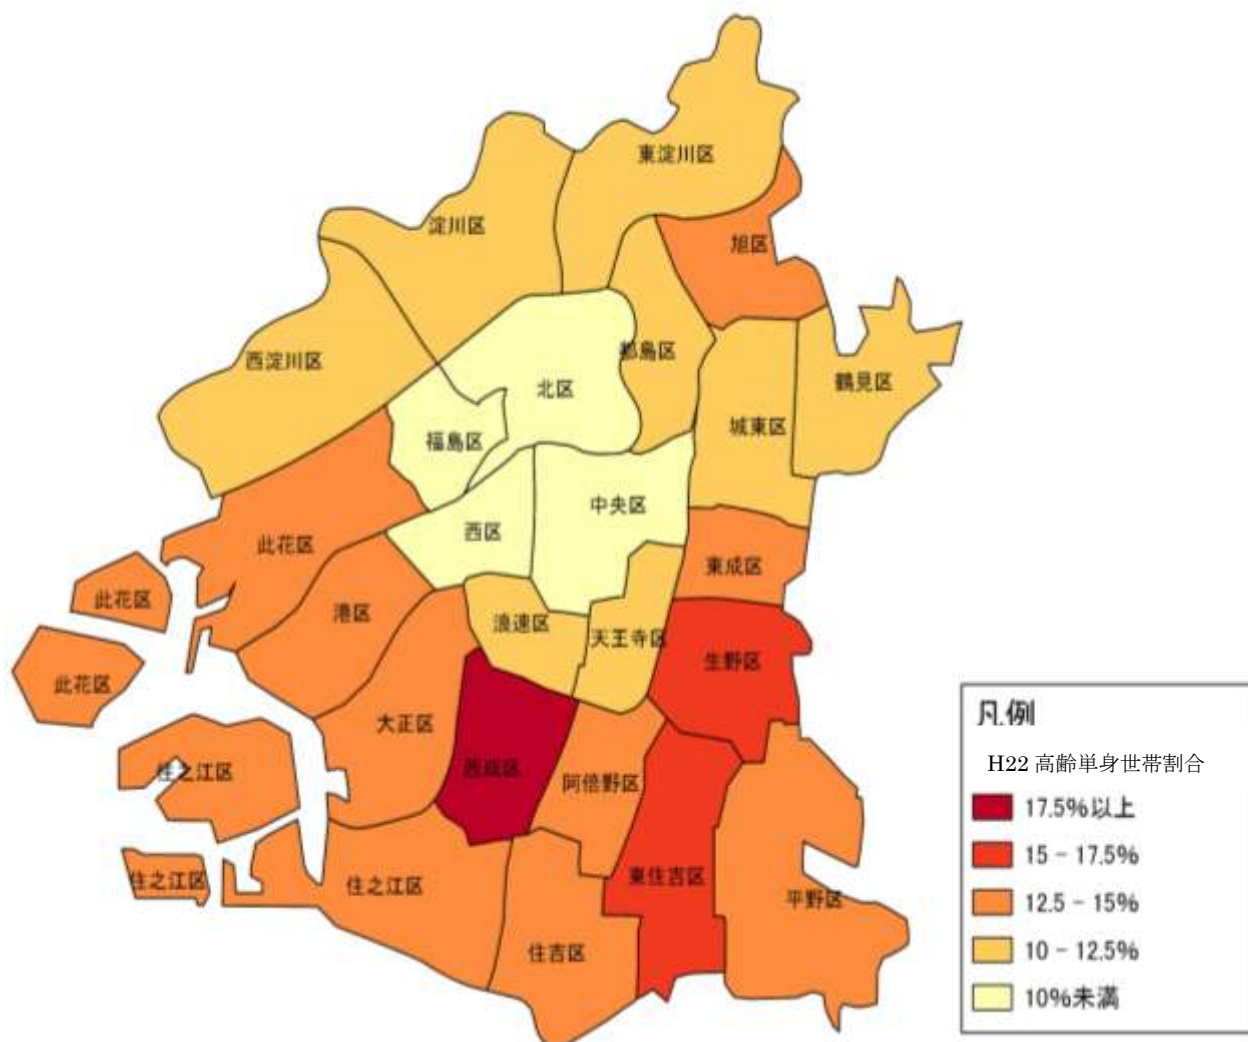 東淀川区
淀川区
旭区
西淀川区
都島区
鶴見区
北区
城東区
福島区
中央区
西区
此花区
東成区
此花区
港区
浪速区
天王寺区
生野区
此花区
大正区
西成区
住之江区
阿倍野区
東住吉区
住之江区
住之江区
平野区
住吉区
凡例
H22 高齢単身世帯割合
17.5%以上
15 - 17.5%
12.5 - 15%
10 - 12.5%
10%未満